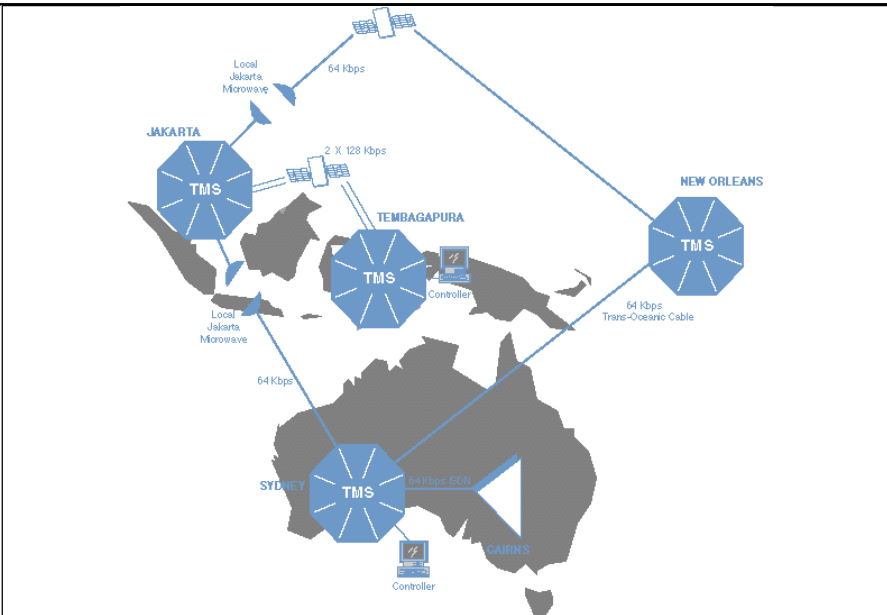 64 Kbps
Local
Jakarta
Microwave
JAKARTA
2 X 128 Kbps
TMS
NEW ORLEANS
TEMBAGAPURA
TMS
TMS
Controller
64 Kbps
Trans-Oceanic Cable
Local
Jakarta
Microwave
64 Kbps
SYDNEY
TMS
64 Kbps ISDN
CAIRNS
Controller